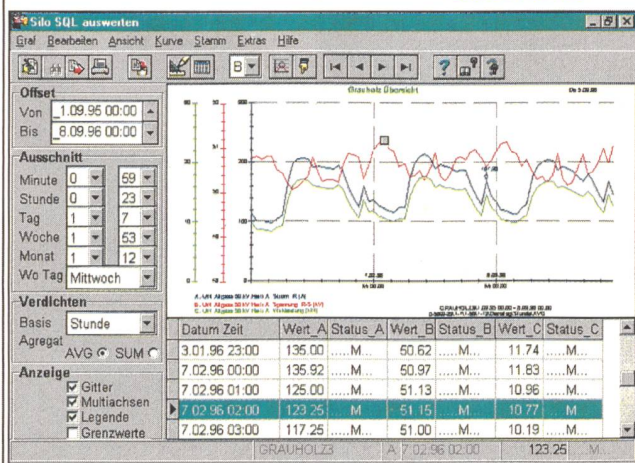 Silo SQL auswerten
Graf Bearbeiten Ansicht Kurve Stamm Extras Hilfe
B
Offset
Von _1.09.95 00:00
Bis _8.09.96 00:00
Ausschnitt
Minute 0 59
Stunde 0 23
Tag 1 7
Woche 1 53
Monat 1 12
Wo Tag Mittwoch
Verdichten
Basis Stunde
Agregat
AVG SUM
Anzeige
Gitter
Multiachsen
Legende
Grenzwerte
Grauholz Übersicht
Datum Zeit Wert_A Status_A Wert_B Status_B Wert_C Status_C
3.01.96 23:00 135.00 .....M... 50.62 .....M... 11.74 .....M...
7.02.96 00:00 135.92 .....M... 50.97 .....M... 11.83 .....M...
7.02.96 01:00 125.00 .....M... 51.13 .....M... 10.96 .....M...
7.02.96 02:00 123.25 .....M... 51.15 .....M... 10.77 .....M...
7.02.96 03:00 117.25 .....M... 51.00 .....M... 10.19 .....M...
GRAUHOLZ3 A 7.02.96 02:00 123.25 .....M...